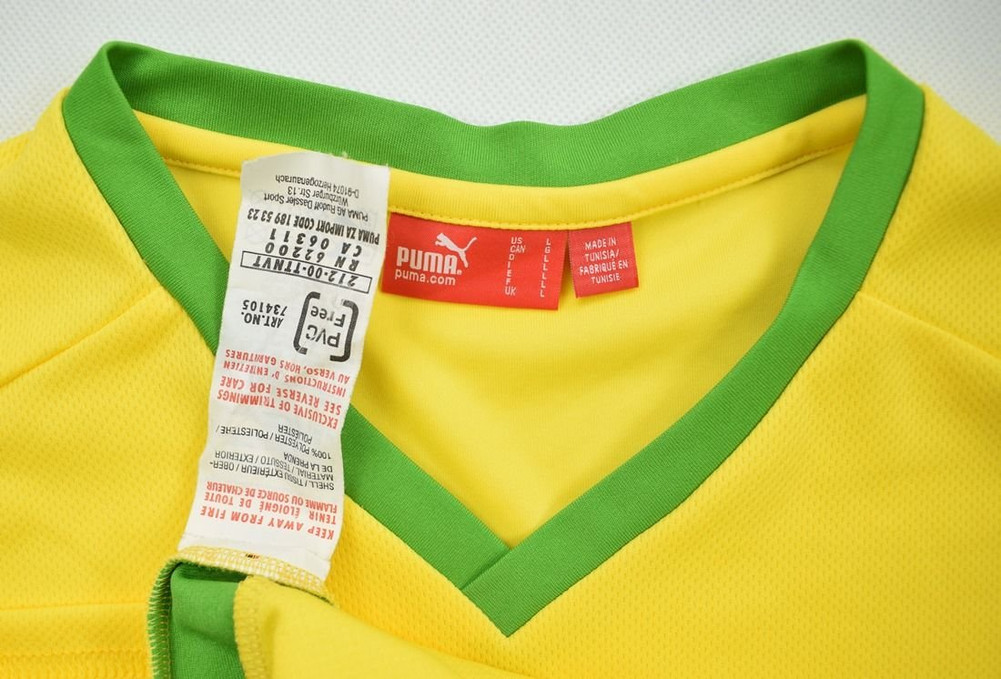 PUMA
puma.com
US
CAN
D
I
E
F
UK
L
G
L
L
L
L
L
MADE IN
TUNISIA/
FABRIQUÉ EN
TUNISIE
KEEP AWAY FROM FIRE
TENIR ÉLOIGNÉ DE TOUTE
FLAMME OU SOURCE DE CHALEUR
SHELL / TISSU EXTÉRIEUR / OBER-
MATERIAL / TESSUTO / EXTERIOR
DE LA PRENDA
100% POLYESTER / POLIESTERE /
POLIÉSTER
EXCLUSIVE OF TRIMMINGS
SEE REVERSE FOR CARE
INSTRUCTIONS D'ENTRETIEN
AU VERSO, HORS GARNITURES
PVC
Free
ART.NO.
734105
212-00-TTNVT
RN 62200
CA 06311
PUMA ZA IMPORT CODE 189 53 23
PUMA AG Rudolf Dassler Sport
Würzburger Str.13
D-91074 Herzogenaurach